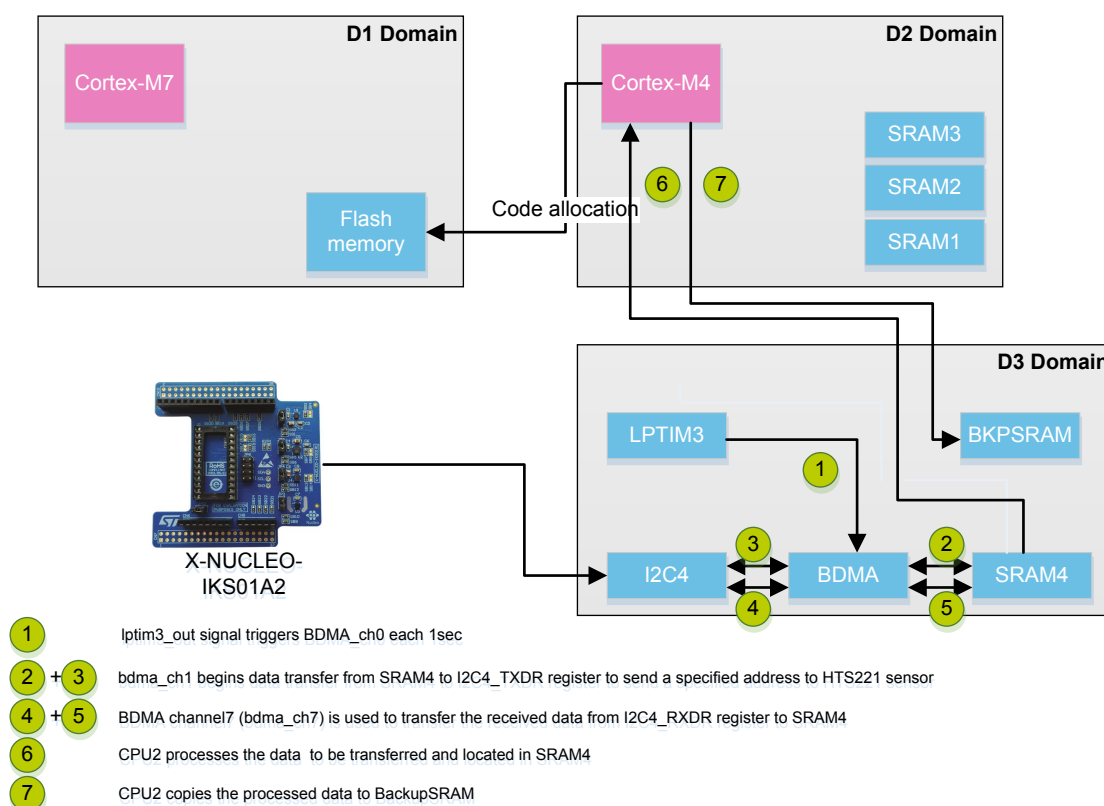 D1 Domain
D2 Domain
Cortex-M7
Cortex-M4
SRAM3
SRAM2
SRAM1
6
7
Code allocation
Flash
memory
D3 Domain
LPTIM3
BKPSRAM
1
3
2
I2C4
BDMA
SRAM4
4
5
X-NUCLEO-
IKS01A2
1 lptim3_out signal triggers BDMA_ch0 each 1sec
2 + 3 bdma_ch1 begins data transfer from SRAM4 to I2C4_TXDR register to send a specified address to HTS221 sensor
4 + 5 BDMA channel7 (bdma_ch7) is used to transfer the received data from I2C4_RXDR register to SRAM4
6 CPU2 processes the data to be transferred and located in SRAM4
7 CPU2 copies the processed data to BackupSRAM